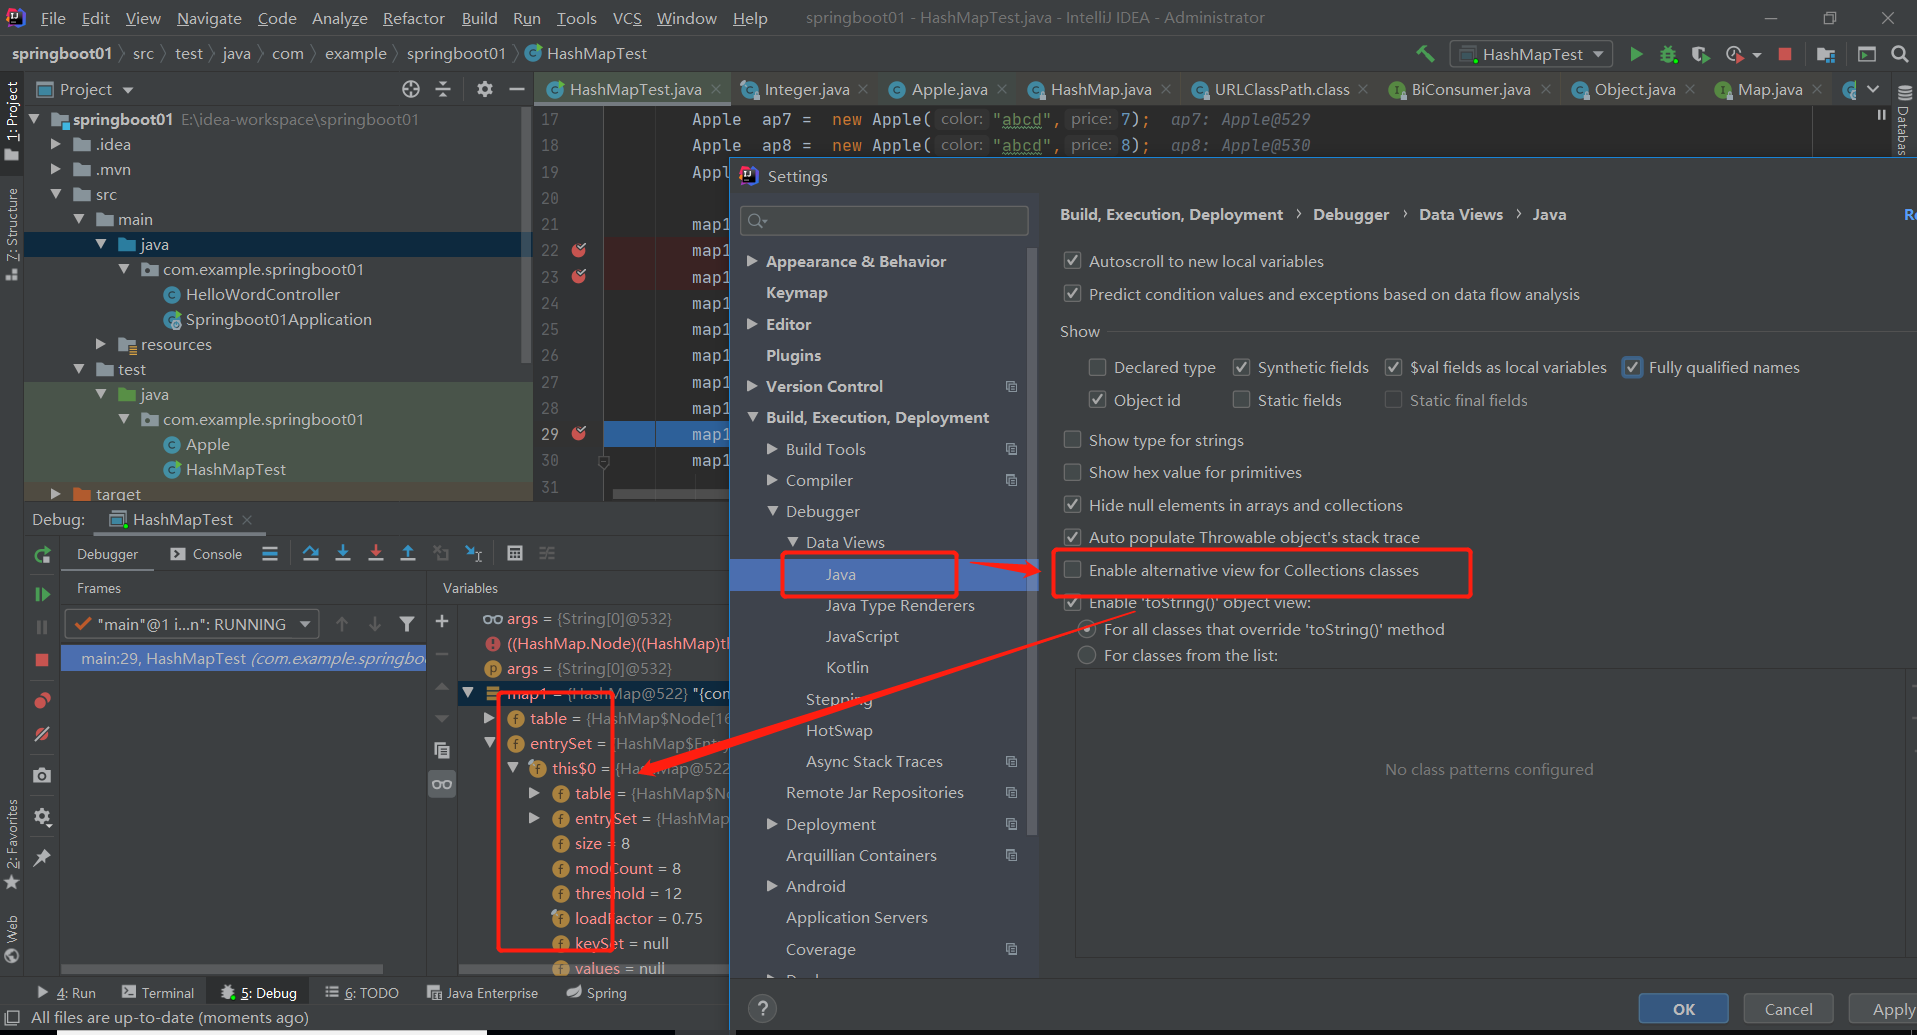 File Edit View Navigate Code Analyze Refactor Build Run Tools VCS Window Help springboot01 - HashMapTest.java - IntelliJ IDEA - Administrator
springboot01 src test java com example springboot01 HashMapTest HashMapTest
1: Project
Z: Structure
2: Favorites
Web
Project
springboot01 E:\idea-workspace\springboot01
.idea
.mvn
src
main
java
com.example.springboot01
HelloWordController
Springboot01Application
resources
test
java
com.example.springboot01
Apple
HashMapTest
target
HashMapTest.java Integer.java Apple.java HashMap.java URLClassPath.class BiConsumer.java Object.java Map.java
17 Apple ap7 = new Apple( color: "abcd", price: 7); ap7: Apple@529
18 Apple ap8 = new Apple( color: "abcd", price: 8); ap8: Apple@530
19 Appl
20
21 map1
22 map1
23 map1
24 map1
25 map1
26 map1
27 map1
28 map1
29 map1
30 map1
31
Databas
Debug: HashMapTest
Debugger Console
Frames
"main"@1 i...n": RUNNING
main:29, HashMapTest (com.example.springbo
Variables
args = {String[0]@532}
((HashMap.Node)((HashMap)th
args = {String[0]@532}
map1 = {HashMap@522} "{con
table = {HashMap$Node[16
entrySet = {HashMap$Entr
this$0 = {HashMap@522
table = {HashMap$No
entrySet = {HashMap
size = 8
modCount = 8
threshold = 12
loadFactor = 0.75
keySet = null
values = null
Settings
Appearance & Behavior
Keymap
Editor
Plugins
Version Control
Build, Execution, Deployment
Build Tools
Compiler
Debugger
Data Views
Java
Java Type Renderers
JavaScript
Kotlin
Stepping
HotSwap
Async Stack Traces
Remote Jar Repositories
Deployment
Arquillian Containers
Android
Application Servers
Coverage
Build, Execution, Deployment › Debugger › Data Views › Java Re
Autoscroll to new local variables
Predict condition values and exceptions based on data flow analysis
Show
Declared type Synthetic fields $val fields as local variables Fully qualified names
Object id Static fields Static final fields
Show type for strings
Show hex value for primitives
Hide null elements in arrays and collections
Auto populate Throwable object's stack trace
Enable alternative view for Collections classes
Enable 'toString()' object view:
For all classes that override 'toString()' method
For classes from the list:
No class patterns configured
? OK Cancel Apply
4: Run Terminal 5: Debug 6: TODO Java Enterprise Spring
All files are up-to-date (moments ago)